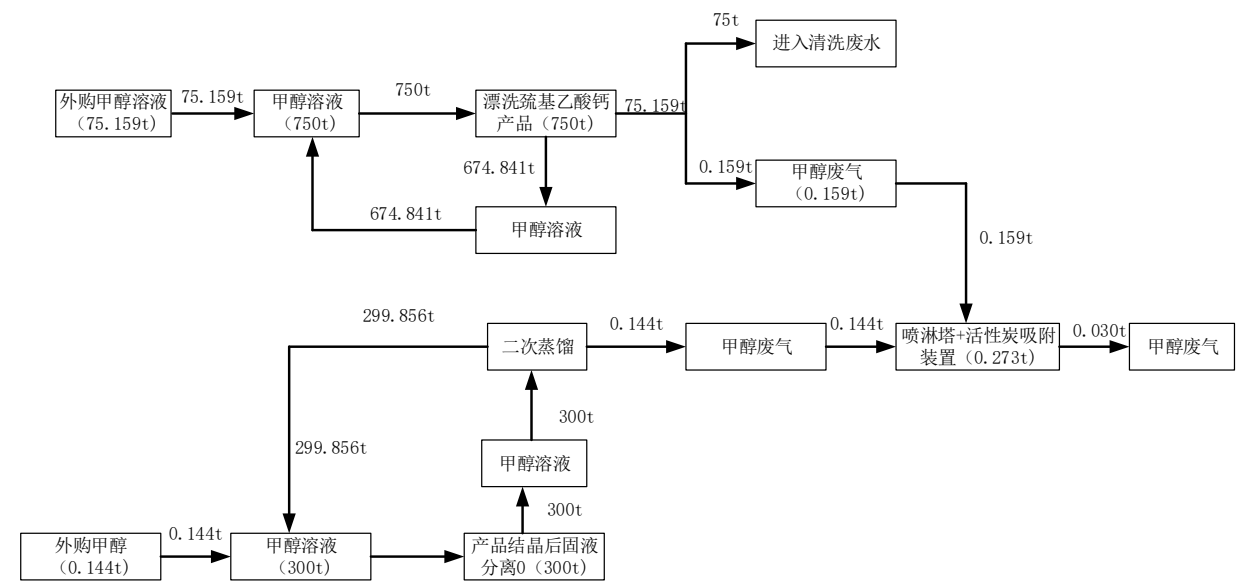 75t
进入清洗废水
外购甲醇溶液
（75.159t）
75.159t
甲醇溶液
（750t）
750t
漂洗巯基乙酸钙
产品（750t）
75.159t
0.159t
甲醇废气
（0.159t）
674.841t
674.841t
甲醇溶液
0.159t
299.856t
二次蒸馏
0.144t
甲醇废气
0.144t
喷淋塔+活性炭吸附
装置（0.273t）
0.030t
甲醇废气
300t
299.856t
甲醇溶液
300t
外购甲醇
（0.144t）
0.144t
甲醇溶液
（300t）
产品结晶后固液
分离0（300t）